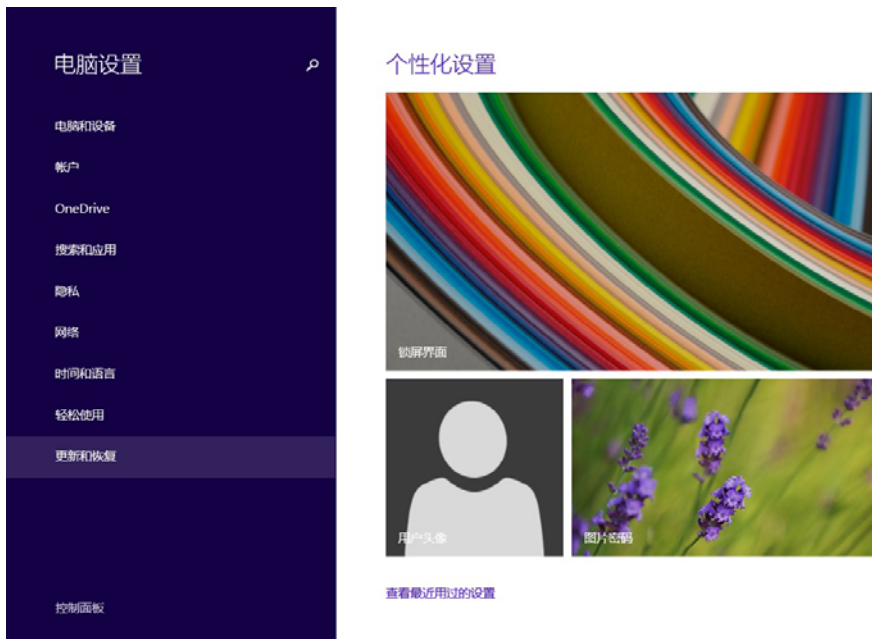 电脑设置
电脑和设备
帐户
OneDrive
搜索和应用
隐私
网络
时间和语言
轻松使用
更新和恢复
控制面板
个性化设置
锁屏界面
用户头像
图片密码
查看最近用过的设置